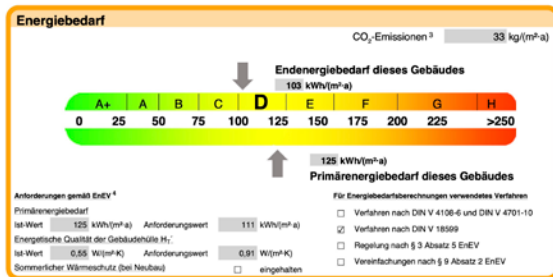 Energiebedarf
CO₂-Emissionen ³ 33 kg/(m²·a)
Endenergiebedarf dieses Gebäudes
103 kWh/(m²·a)
A+ A B C D E F G H
0 25 50 75 100 125 150 175 200 225 >250
125 kWh/(m²·a)
Primärenergiebedarf dieses Gebäudes
Anforderungen gemäß EnEV ⁴
Primärenergiebedarf
Ist-Wert 125 kWh/(m²·a) Anforderungswert 111 kWh/(m²·a)
Energetische Qualität der Gebäudehülle H_T'
Ist-Wert 0,55 W/(m²·K) Anforderungswert 0,91 W/(m²·K)
Sommerlicher Wärmeschutz (bei Neubau) ☐ eingehalten
Für Energiebedarfsberechnungen verwendetes Verfahren
☐ Verfahren nach DIN V 4108-6 und DIN V 4701-10
☑ Verfahren nach DIN V 18599
☐ Regelung nach § 3 Absatz 5 EnEV
☐ Vereinfachungen nach § 9 Absatz 2 EnEV